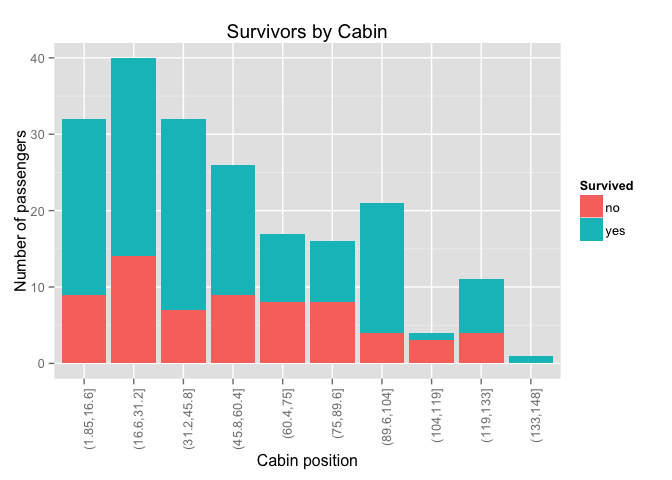 Survivors by Cabin
Number of passengers
40
30
20
10
0
(1.85,16.6]
(16.6,31.2]
(31.2,45.8]
(45.8,60.4]
(60.4,75]
(75,89.6]
(89.6,104]
(104,119]
(119,133]
(133,148]
Cabin position
Survived
no
yes